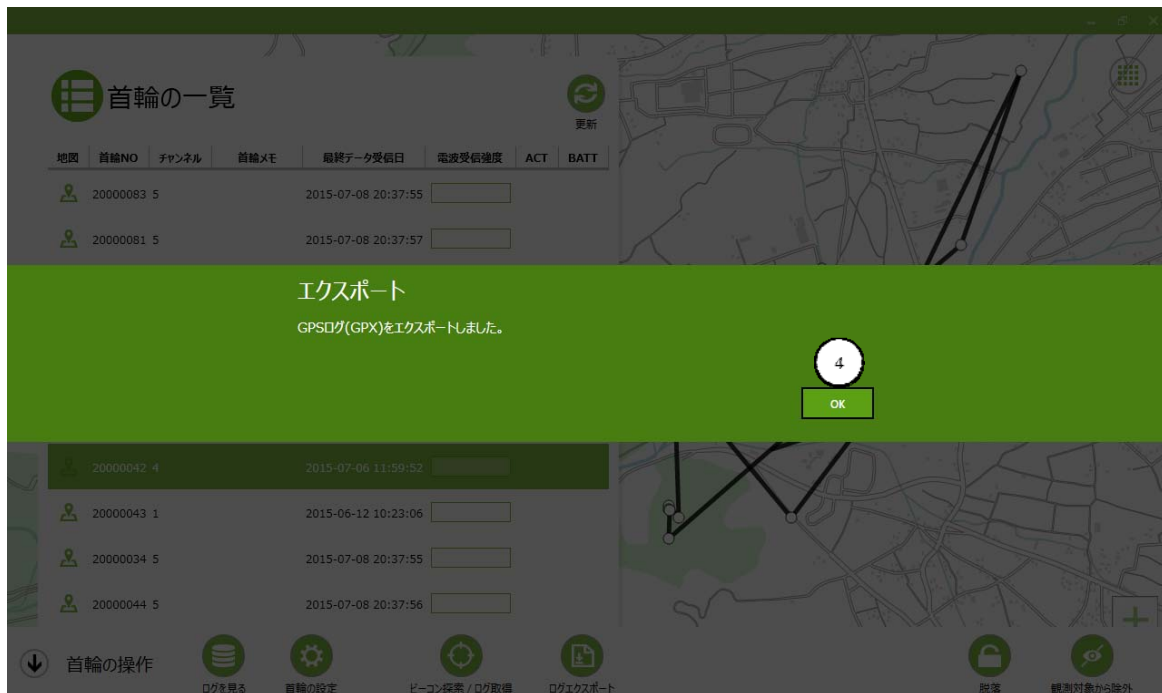 首輪の一覧
更新
地図 首輪NO チャンネル 首輪メモ 最終データ受信日 電波受信強度 ACT BATT
20000083 5 2015-07-08 20:37:55
20000081 5 2015-07-08 20:37:57
エクスポート
GPSログ(GPX)をエクスポートしました。
4
OK
20000042 4 2015-07-06 11:59:52
20000043 1 2015-06-12 10:23:06
20000034 5 2015-07-08 20:37:55
20000044 5 2015-07-08 20:37:56
首輪の操作
ログを見る 首輪の設定 ビーコン探索 / ログ取得 ログエクスポート 脱落 観測対象から除外